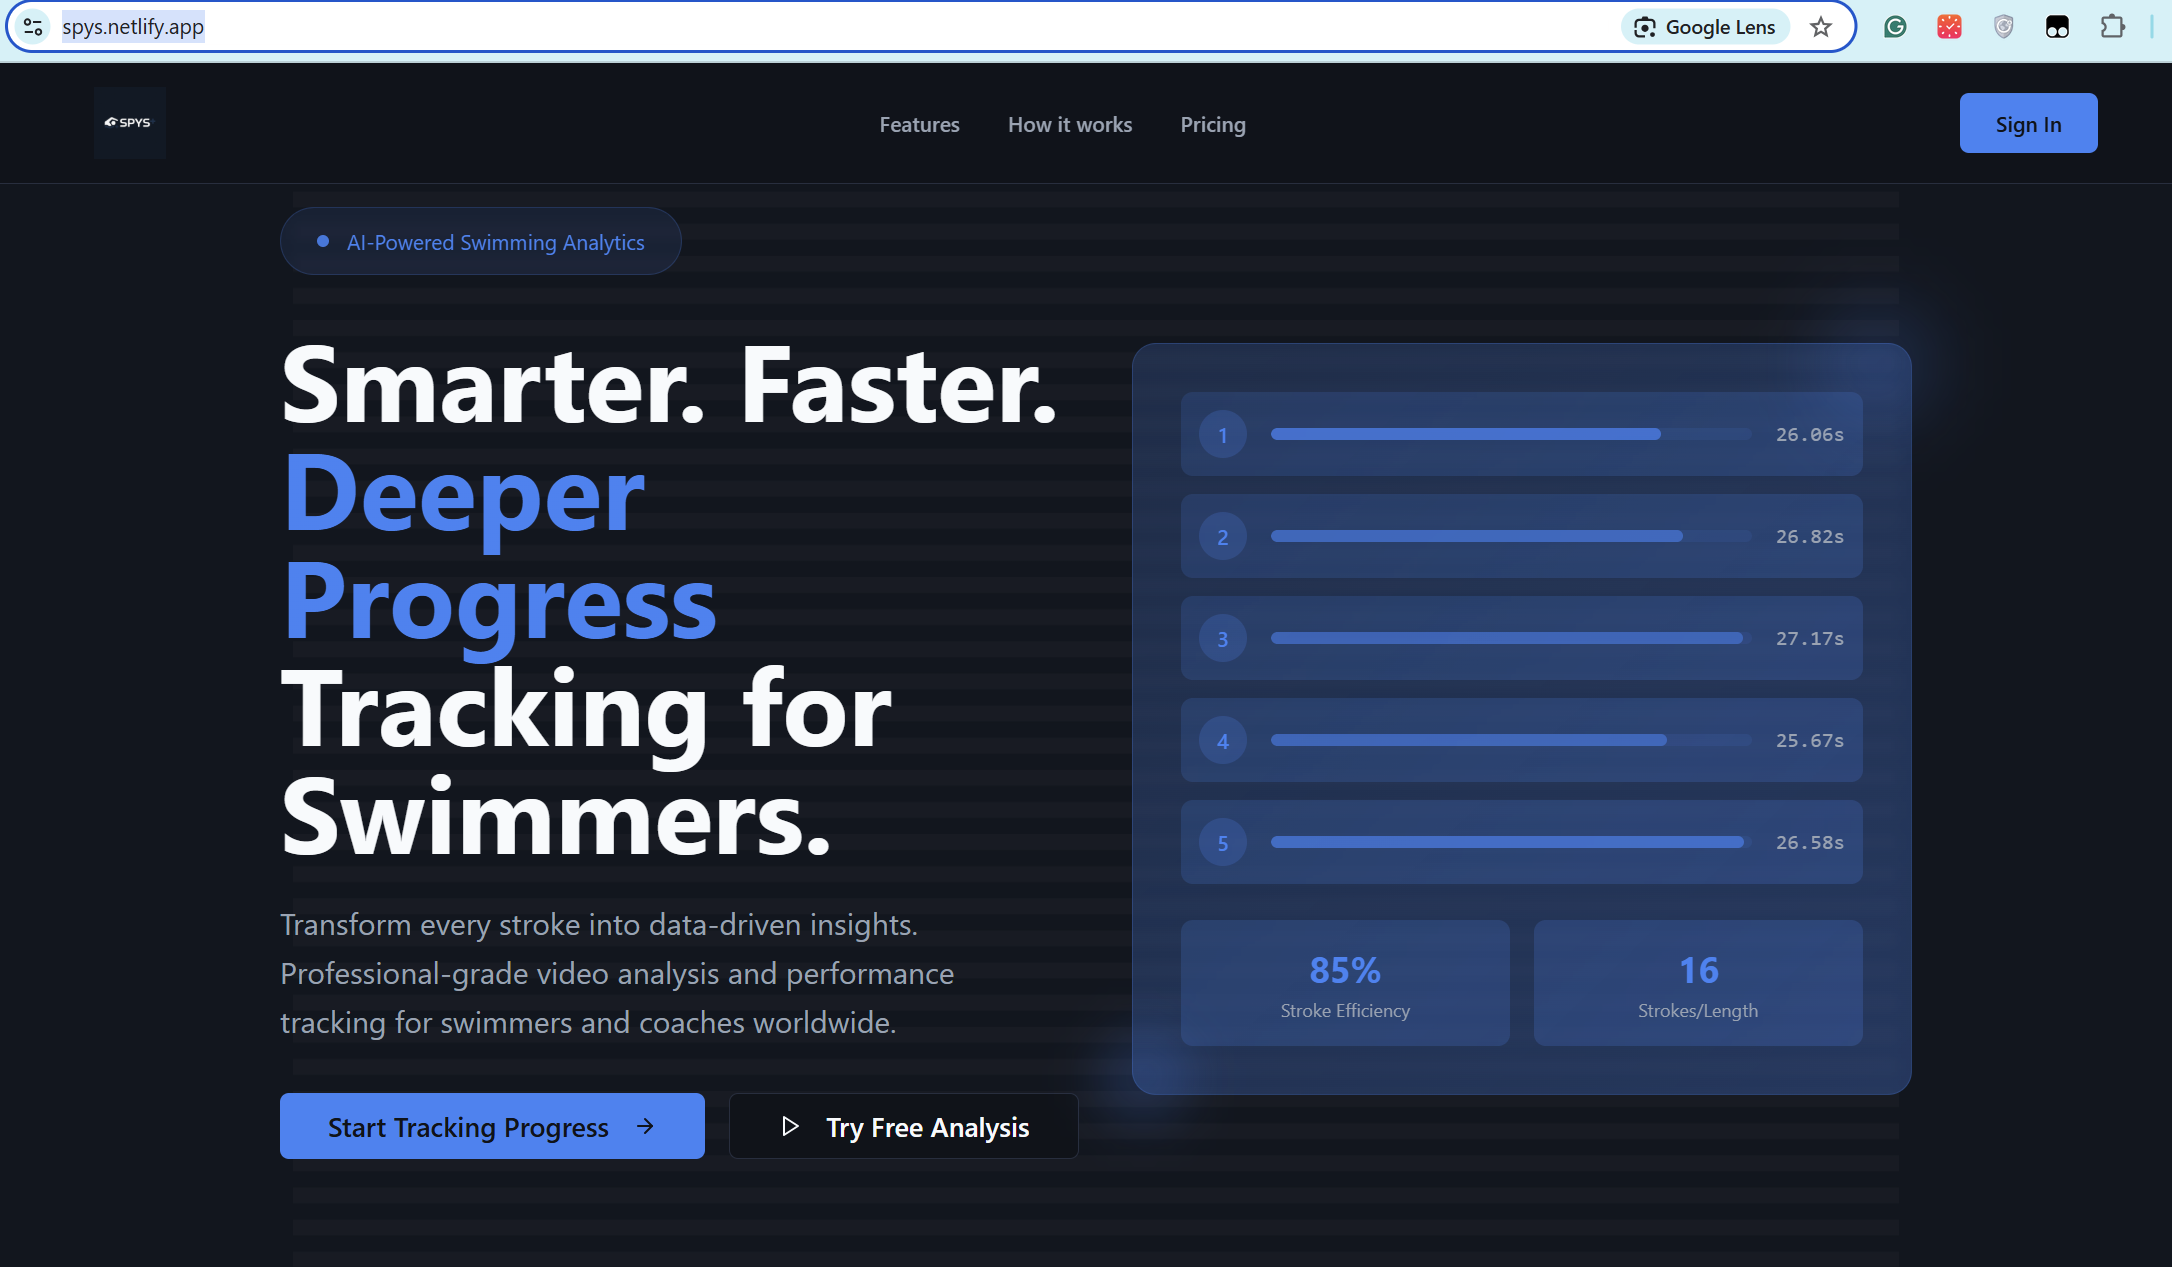 spys.netlify.app
Google Lens
SPYS
Features
How it works
Pricing
Sign In
AI-Powered Swimming Analytics
Smarter. Faster.
Deeper
Progress
Tracking for
Swimmers.
Transform every stroke into data-driven insights.
Professional-grade video analysis and performance
tracking for swimmers and coaches worldwide.
Start Tracking Progress
Try Free Analysis
1
26.06s
2
26.82s
3
27.17s
4
25.67s
5
26.58s
85%
Stroke Efficiency
16
Strokes/Length